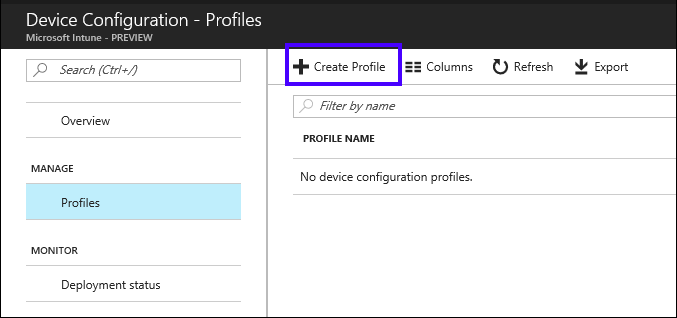 Device Configuration - Profiles
Microsoft Intune - PREVIEW
Search (Ctrl+/)
Overview
MANAGE
Profiles
MONITOR
Deployment status
Create Profile
Columns
Refresh
Export
Filter by name
PROFILE NAME
No device configuration profiles.